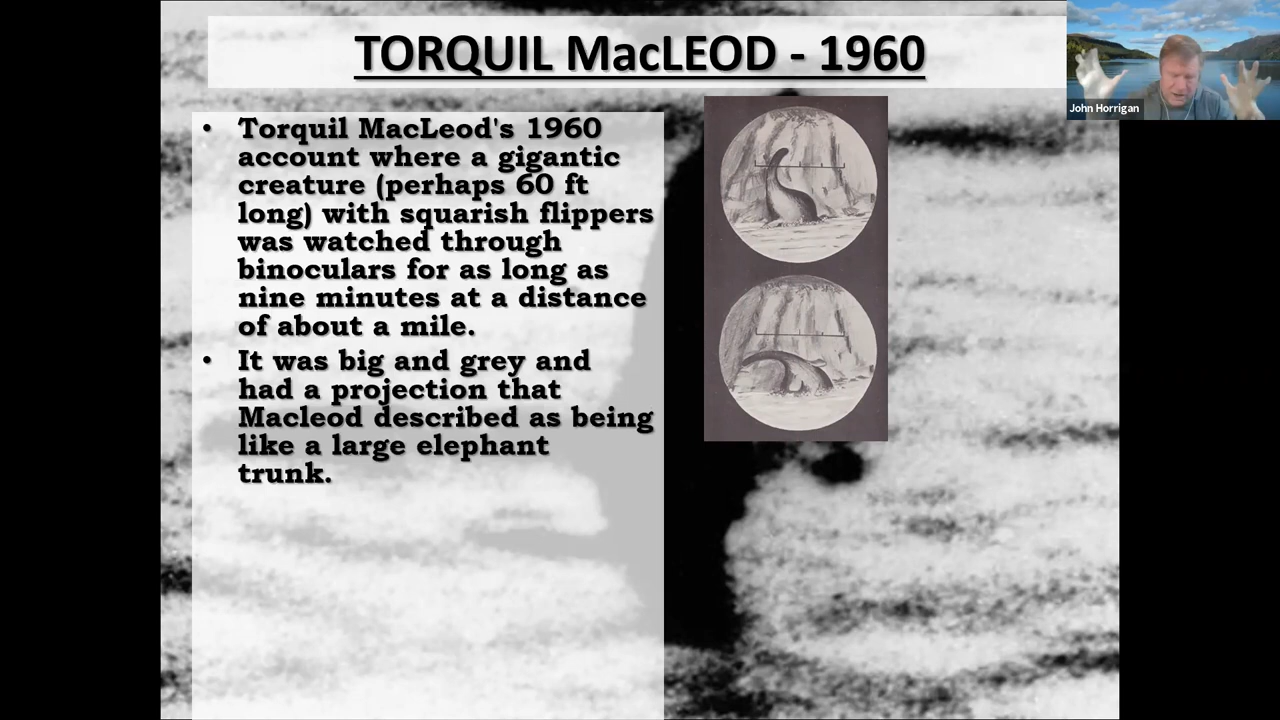 TORQUIL MacLEOD - 1960
John Horrigan
• Torquil MacLeod's 1960
account where a gigantic
creature (perhaps 60 ft
long) with squarish flippers
was watched through
binoculars for as long as
nine minutes at a distance
of about a mile.
• It was big and grey and
had a projection that
Macleod described as being
like a large elephant
trunk.